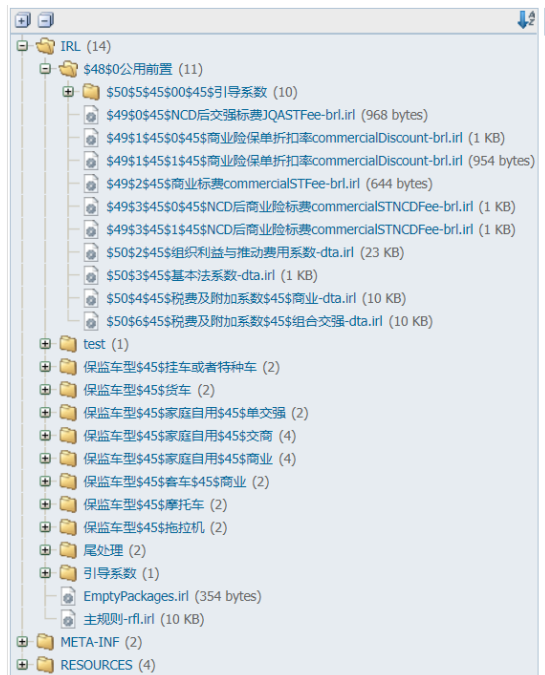 IRL (14)
$48$0公用前置 (11)
$50$5$45$00$45$引导系数 (10)
$49$0$45$NCD后交强标费JQASTFee-brl.irl (968 bytes)
$49$1$45$0$45$商业险保单折扣率commercialDiscount-brl.irl (1 KB)
$49$1$45$1$45$商业险保单折扣率commercialDiscount-brl.irl (954 bytes)
$49$2$45$商业标费commercialSTFee-brl.irl (644 bytes)
$49$3$45$0$45$NCD后商业险标费commercialSTNCDFee-brl.irl (1 KB)
$49$3$45$1$45$NCD后商业险标费commercialSTNCDFee-brl.irl (1 KB)
$50$2$45$组织利益与推动费用系数-dta.irl (23 KB)
$50$3$45$基本法系数-dta.irl (1 KB)
$50$4$45$税费及附加系数$45$商业-dta.irl (10 KB)
$50$6$45$税费及附加系数$45$组合交强-dta.irl (10 KB)
test (1)
保监车型$45$挂车或者特种车 (2)
保监车型$45$货车 (2)
保监车型$45$家庭自用$45$单交强 (2)
保监车型$45$家庭自用$45$交商 (4)
保监车型$45$家庭自用$45$商业 (4)
保监车型$45$客车$45$商业 (2)
保监车型$45$摩托车 (2)
保监车型$45$拖拉机 (2)
尾处理 (2)
引导系数 (1)
EmptyPackages.irl (354 bytes)
主规则-rfl.irl (10 KB)
META-INF (2)
RESOURCES (4)